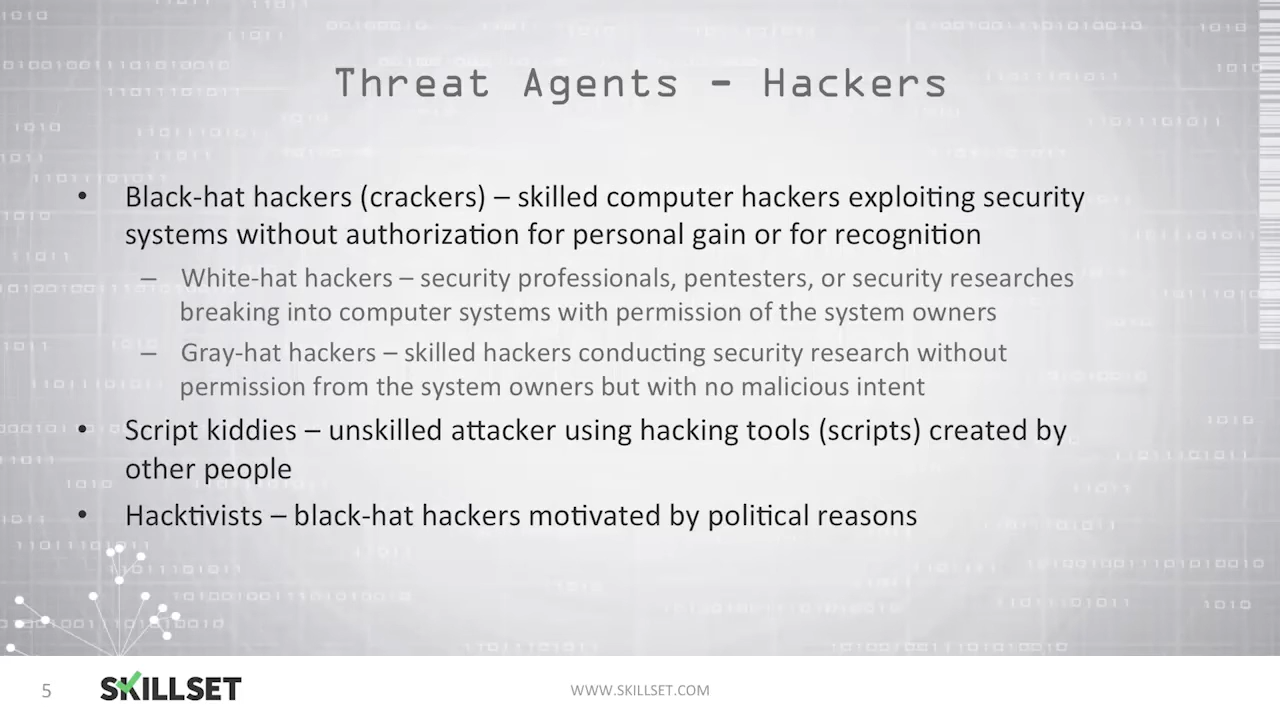 Threat Agents - Hackers
• Black-hat hackers (crackers) – skilled computer hackers exploiting security
systems without authorization for personal gain or for recognition
– White-hat hackers – security professionals, pentesters, or security researches
breaking into computer systems with permission of the system owners
– Gray-hat hackers – skilled hackers conducting security research without
permission from the system owners but with no malicious intent
• Script kiddies – unskilled attacker using hacking tools (scripts) created by
other people
• Hacktivists – black-hat hackers motivated by political reasons
5
SKILLSET
WWW.SKILLSET.COM